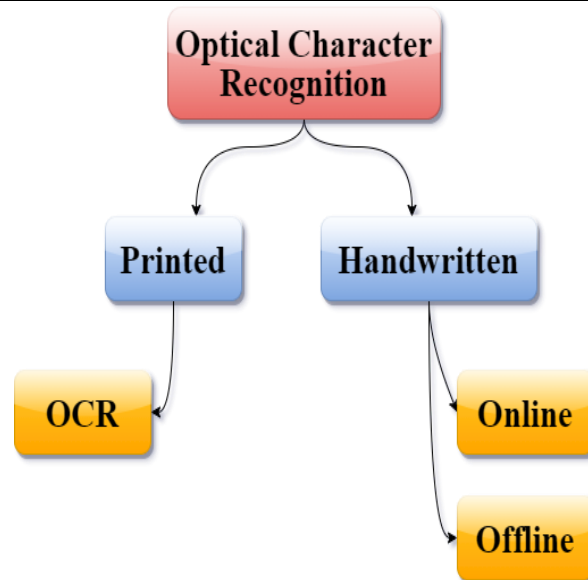 Optical Character
Recognition
Printed
Handwritten
OCR
Online
Offline